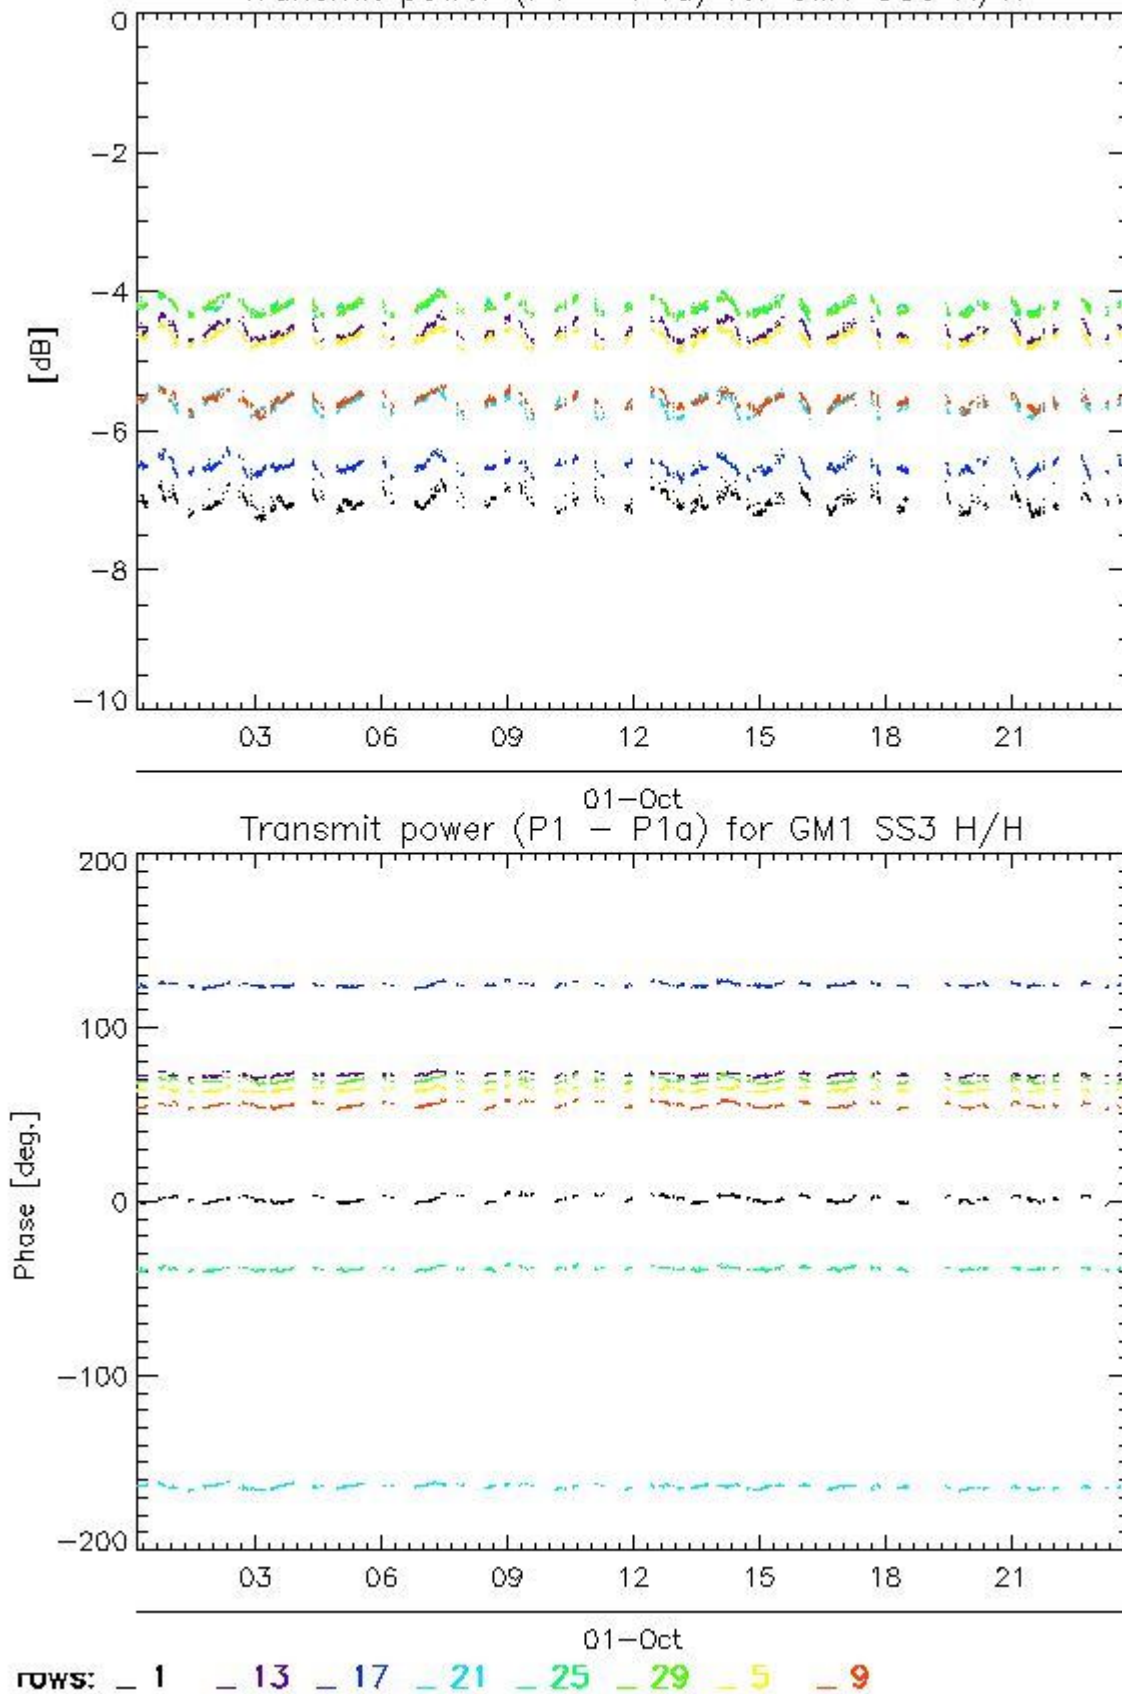 0
−2
−4
[dB]
−6
−8
−10
03 06 09 12 15 18 21
01−Oct
Transmit power (P1 − P1a) for GM1 SS3 H/H
200
100
Phase [deg.]
0
−100
−200
03 06 09 12 15 18 21
01−Oct
rows: _ 1 _ 13 _ 17 _ 21 _ 25 _ 29 _ 5 _ 9